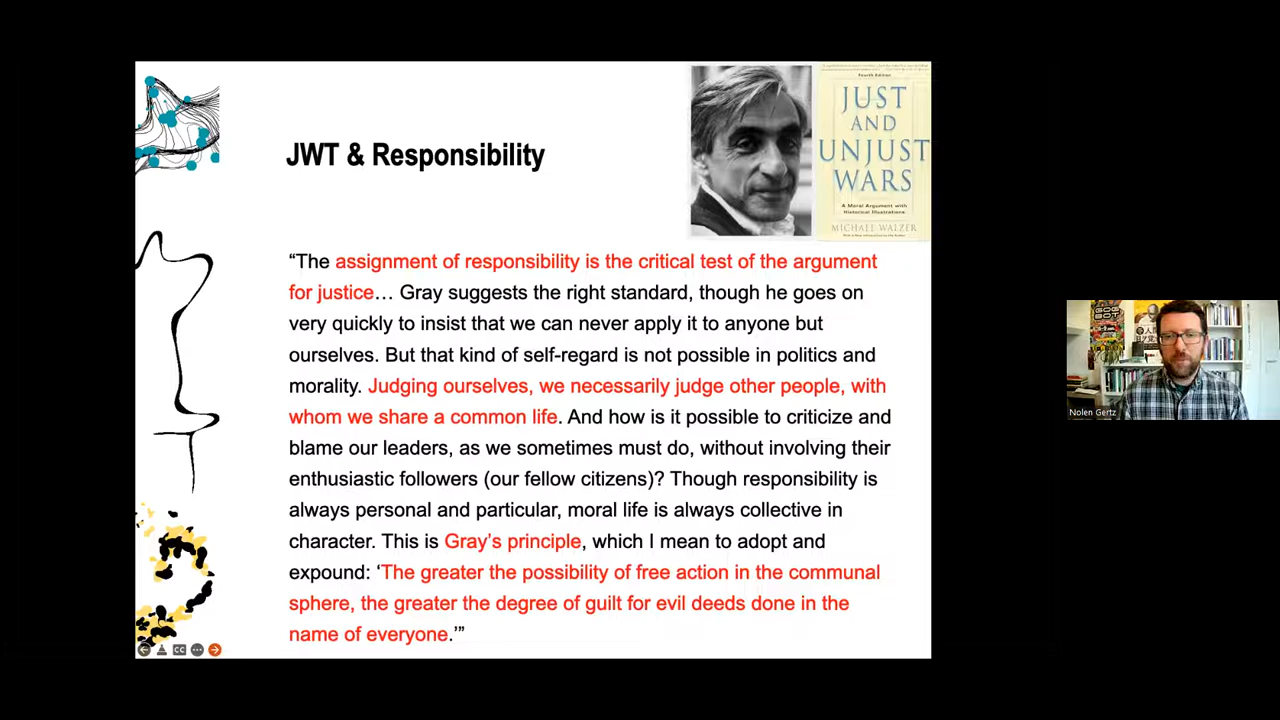 JWT & Responsibility
Fourth Edition
JUST
AND
UNJUST
WARS
A Moral Argument with
Historical Illustrations
MICHAEL WALZER
“The assignment of responsibility is the critical test of the argument
for justice… Gray suggests the right standard, though he goes on
very quickly to insist that we can never apply it to anyone but
ourselves. But that kind of self-regard is not possible in politics and
morality. Judging ourselves, we necessarily judge other people, with
whom we share a common life. And how is it possible to criticize and
blame our leaders, as we sometimes must do, without involving their
enthusiastic followers (our fellow citizens)? Though responsibility is
always personal and particular, moral life is always collective in
character. This is Gray’s principle, which I mean to adopt and
expound: ‘The greater the possibility of free action in the communal
sphere, the greater the degree of guilt for evil deeds done in the
name of everyone.’”
CC
Nolen Gertz